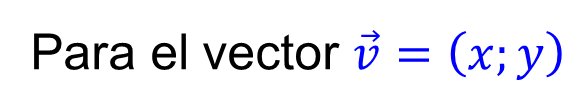 Para el vector v⃗ = (x; y)